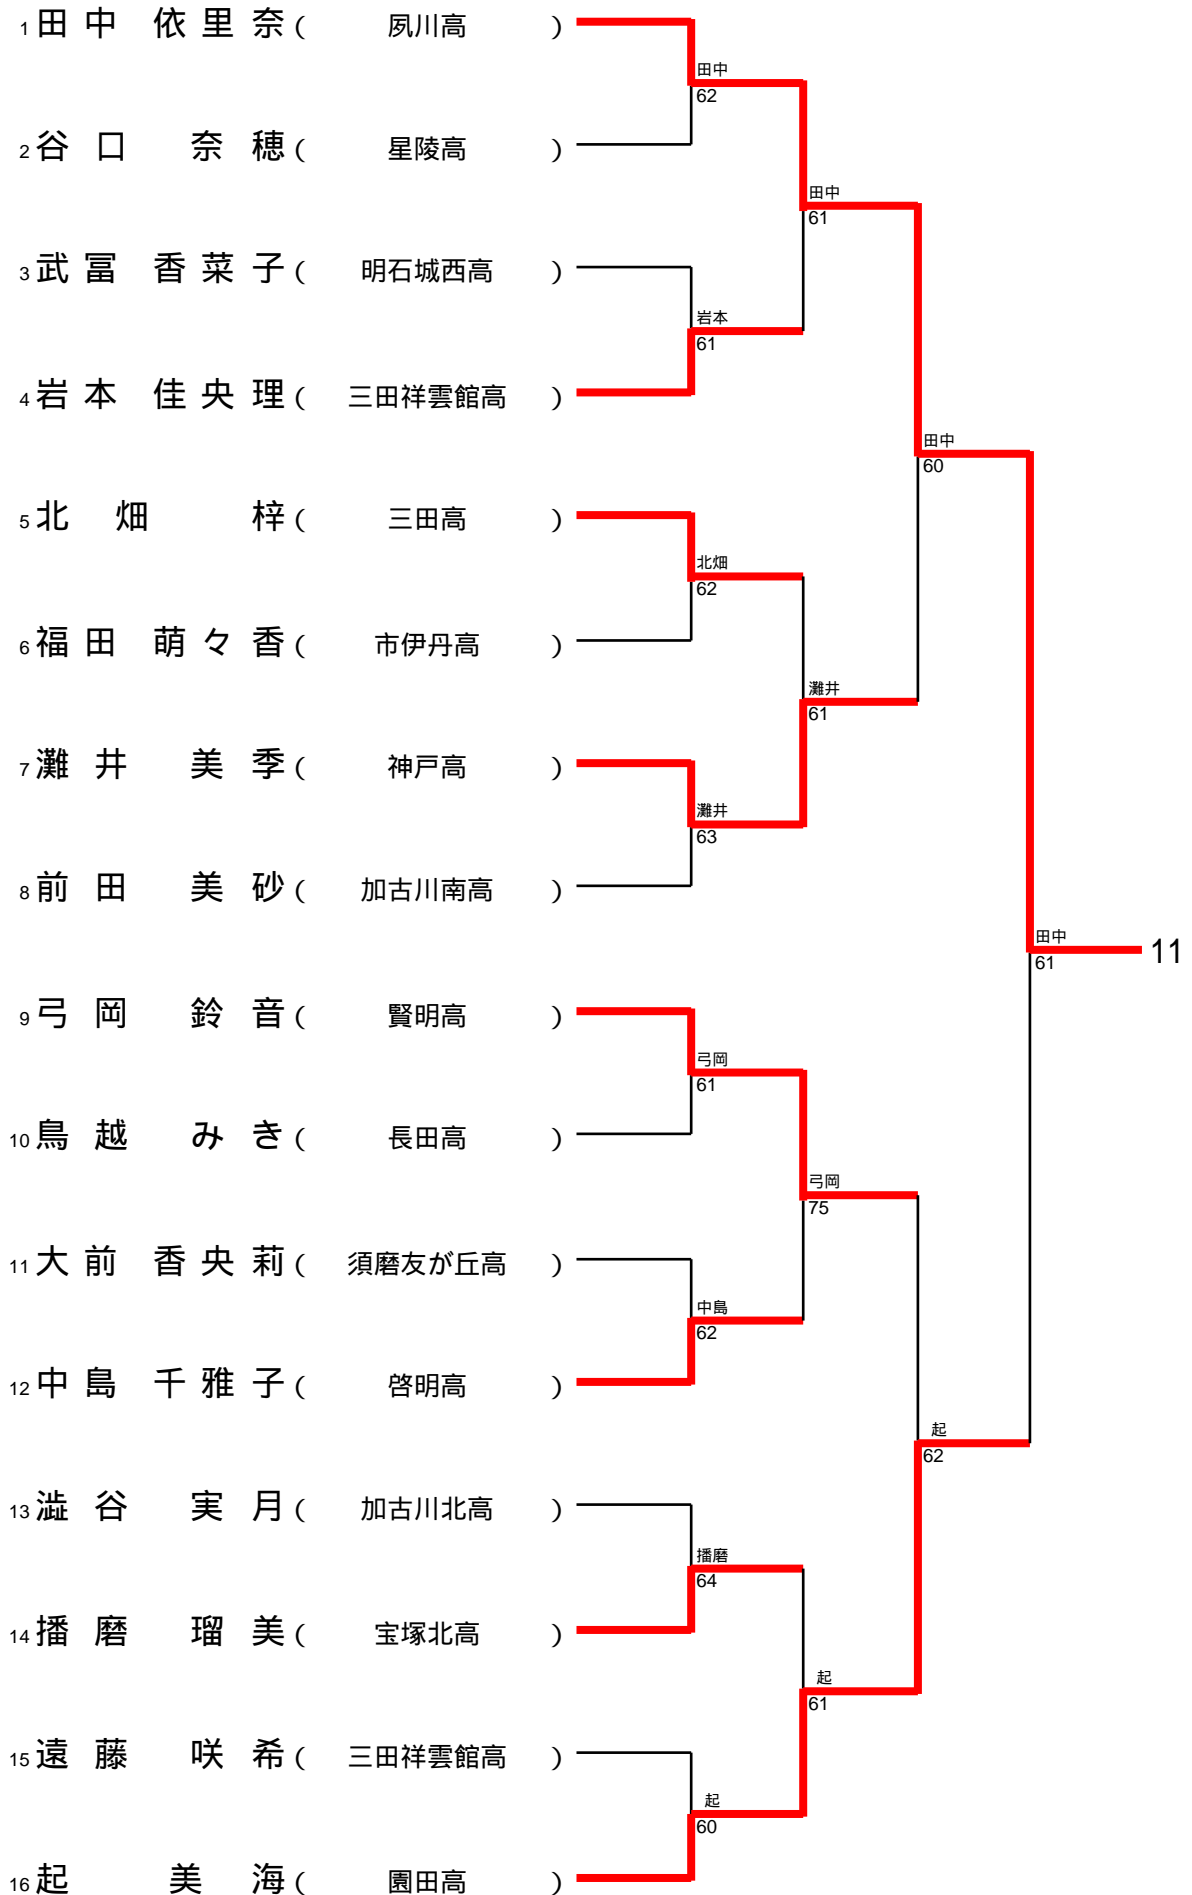 1 田中 依里奈 ( 夙川高 )
田中
62
2 谷口 奈穂 ( 星陵高 )
田中
61
3 武冨 香菜子 ( 明石城西高 )
岩本
61
4 岩本 佳央理 ( 三田祥雲館高 )
田中
60
5 北畑 梓 ( 三田高 )
北畑
62
6 福田 萌々香 ( 市伊丹高 )
灘井
61
7 灘井 美季 ( 神戸高 )
灘井
63
8 前田 美砂 ( 加古川南高 )
田中
61
11
9 弓岡 鈴音 ( 賢明高 )
弓岡
61
10 鳥越 みき ( 長田高 )
弓岡
75
11 大前 香央莉 ( 須磨友が丘高 )
中島
62
12 中島 千雅子 ( 啓明高 )
起
62
13 澁谷 実月 ( 加古川北高 )
播磨
64
14 播磨 瑠美 ( 宝塚北高 )
起
61
15 遠藤 咲希 ( 三田祥雲館高 )
起
60
16 起 美海 ( 園田高 )